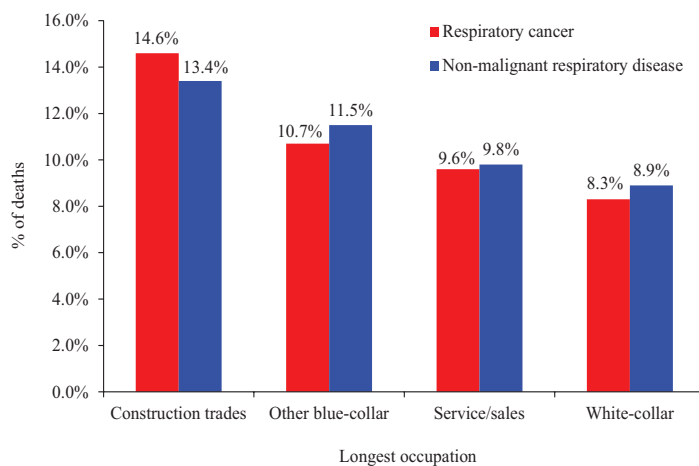 16.0%
14.0%
12.0%
10.0%
8.0%
6.0%
4.0%
2.0%
0.0%
% of deaths
Respiratory cancer
Non-malignant respiratory disease
14.6%
13.4%
10.7%
11.5%
9.6%
9.8%
8.3%
8.9%
Construction trades
Other blue-collar
Service/sales
White-collar
Longest occupation